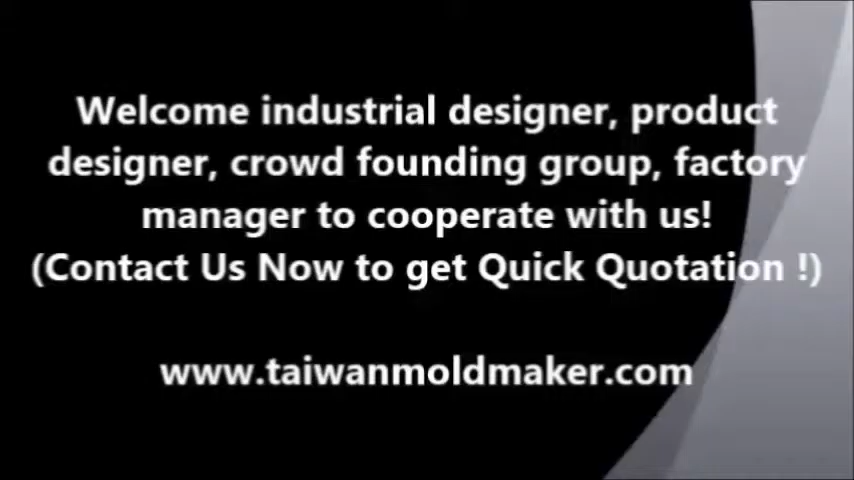 Welcome industrial designer, product
designer, crowd founding group, factory
manager to cooperate with us!
(Contact Us Now to get Quick Quotation !)
www.taiwanmoldmaker.com